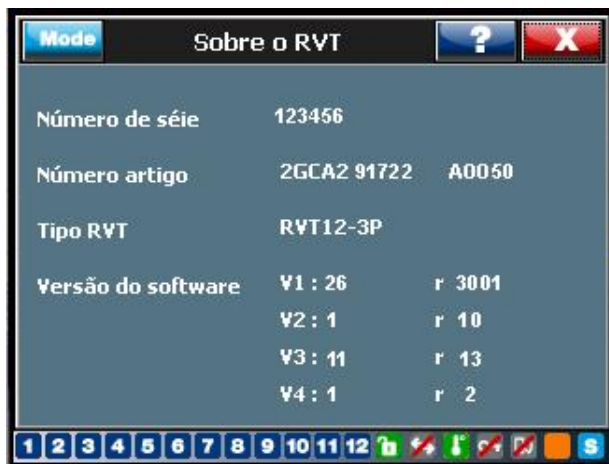 Mode Sobre o RVT ? X
Número de séie 123456
Número artigo 2GCA2 91722 A0050
Tipo RVT RVT12-3P
Versão do software V1 : 26 r 3001
V2 : 1 r 10
V3 : 11 r 13
V4 : 1 r 2
1 2 3 4 5 6 7 8 9 10 11 12 S